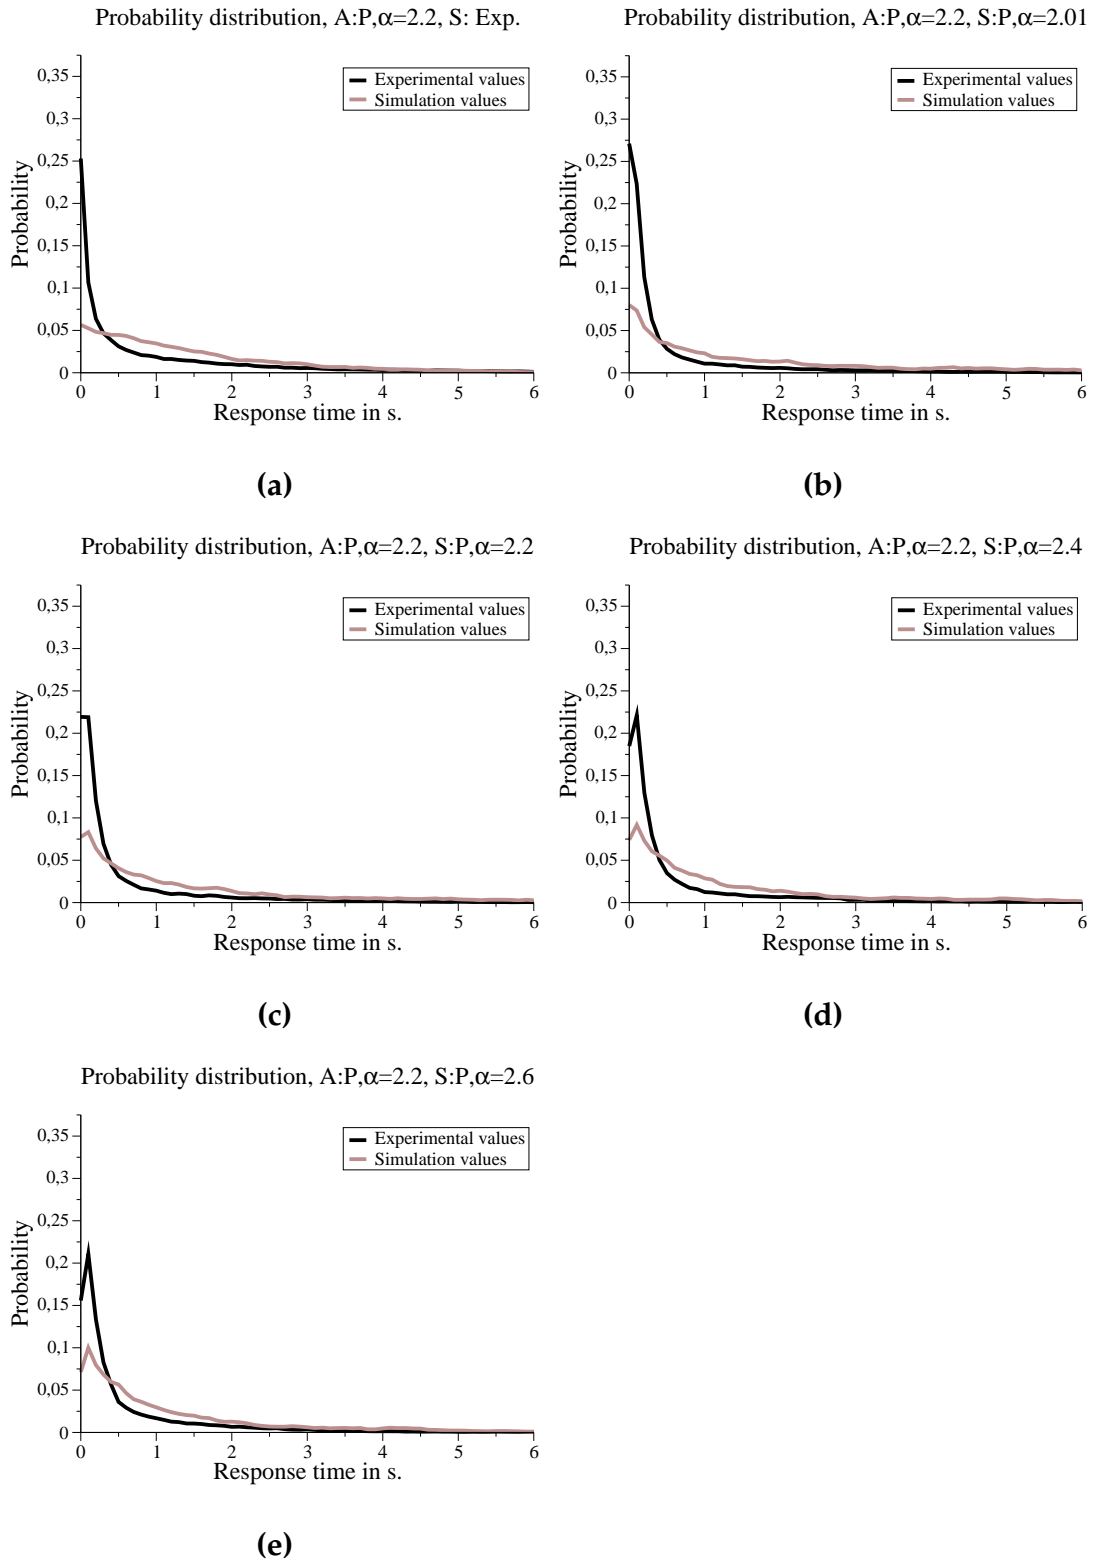 Probability distribution, A:P,α=2.2, S: Exp.
0,35
0,3
0,25
0,2
0,15
0,1
0,05
0
Probability
Experimental values
Simulation values
0 1 2 3 4 5 6
Response time in s.
(a)
Probability distribution, A:P,α=2.2, S:P,α=2.01
0,35
0,3
0,25
0,2
0,15
0,1
0,05
0
Probability
Experimental values
Simulation values
0 1 2 3 4 5 6
Response time in s.
(b)
Probability distribution, A:P,α=2.2, S:P,α=2.2
0,35
0,3
0,25
0,2
0,15
0,1
0,05
0
Probability
Experimental values
Simulation values
0 1 2 3 4 5 6
Response time in s.
(c)
Probability distribution, A:P,α=2.2, S:P,α=2.4
0,35
0,3
0,25
0,2
0,15
0,1
0,05
0
Probability
Experimental values
Simulation values
0 1 2 3 4 5 6
Response time in s.
(d)
Probability distribution, A:P,α=2.2, S:P,α=2.6
0,35
0,3
0,25
0,2
0,15
0,1
0,05
0
Probability
Experimental values
Simulation values
0 1 2 3 4 5 6
Response time in s.
(e)